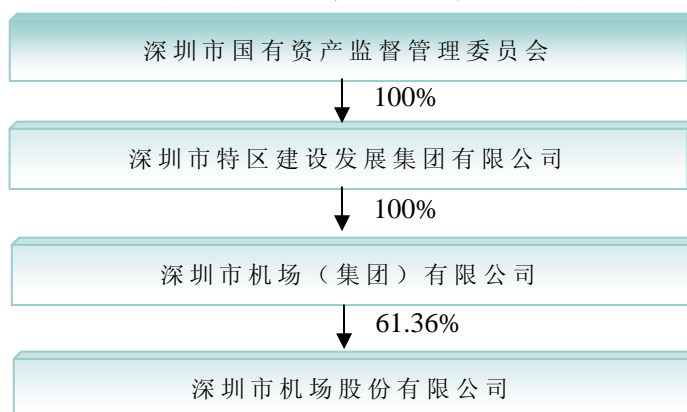 深圳市国有资产监督管理委员会
100%
深圳市特区建设发展集团有限公司
100%
深圳市机场（集团）有限公司
61.36%
深圳市机场股份有限公司